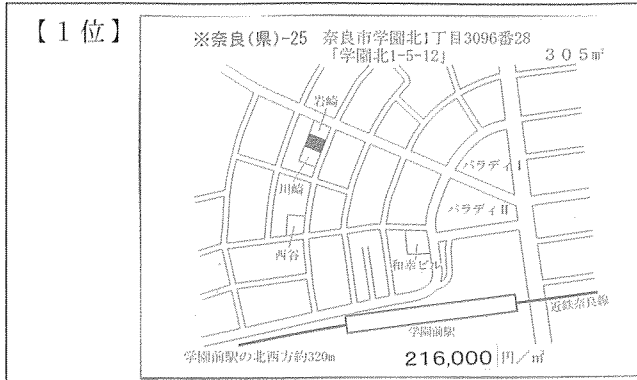 【1位】
※奈良(県)-25 奈良市学園北1丁目3096番28
「学園北1-5-12」 305㎡
岩崎
川崎
西谷
パラディⅠ
パラディⅡ
和幸ビル
近鉄奈良線
学園前駅
学園前駅の北西方約320m
216,000 円/㎡